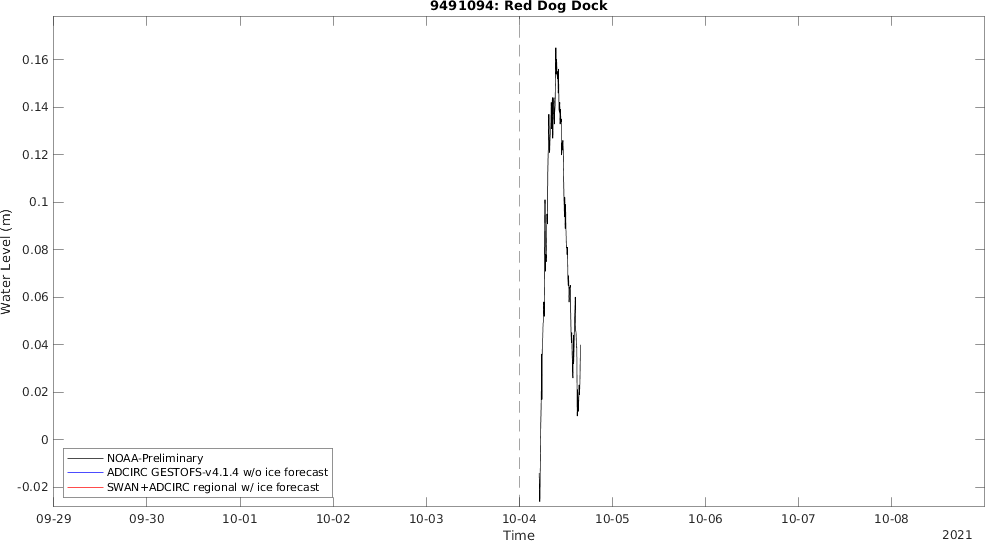 9491094: Red Dog Dock
0.16
0.14
0.12
0.1
0.08
0.06
0.04
0.02
0
-0.02
Water Level (m)
NOAA-Preliminary
ADCIRC GESTOFS-v4.1.4 w/o ice forecast
SWAN+ADCIRC regional w/ ice forecast
09-29 09-30 10-01 10-02 10-03 10-04 10-05 10-06 10-07 10-08
Time
2021